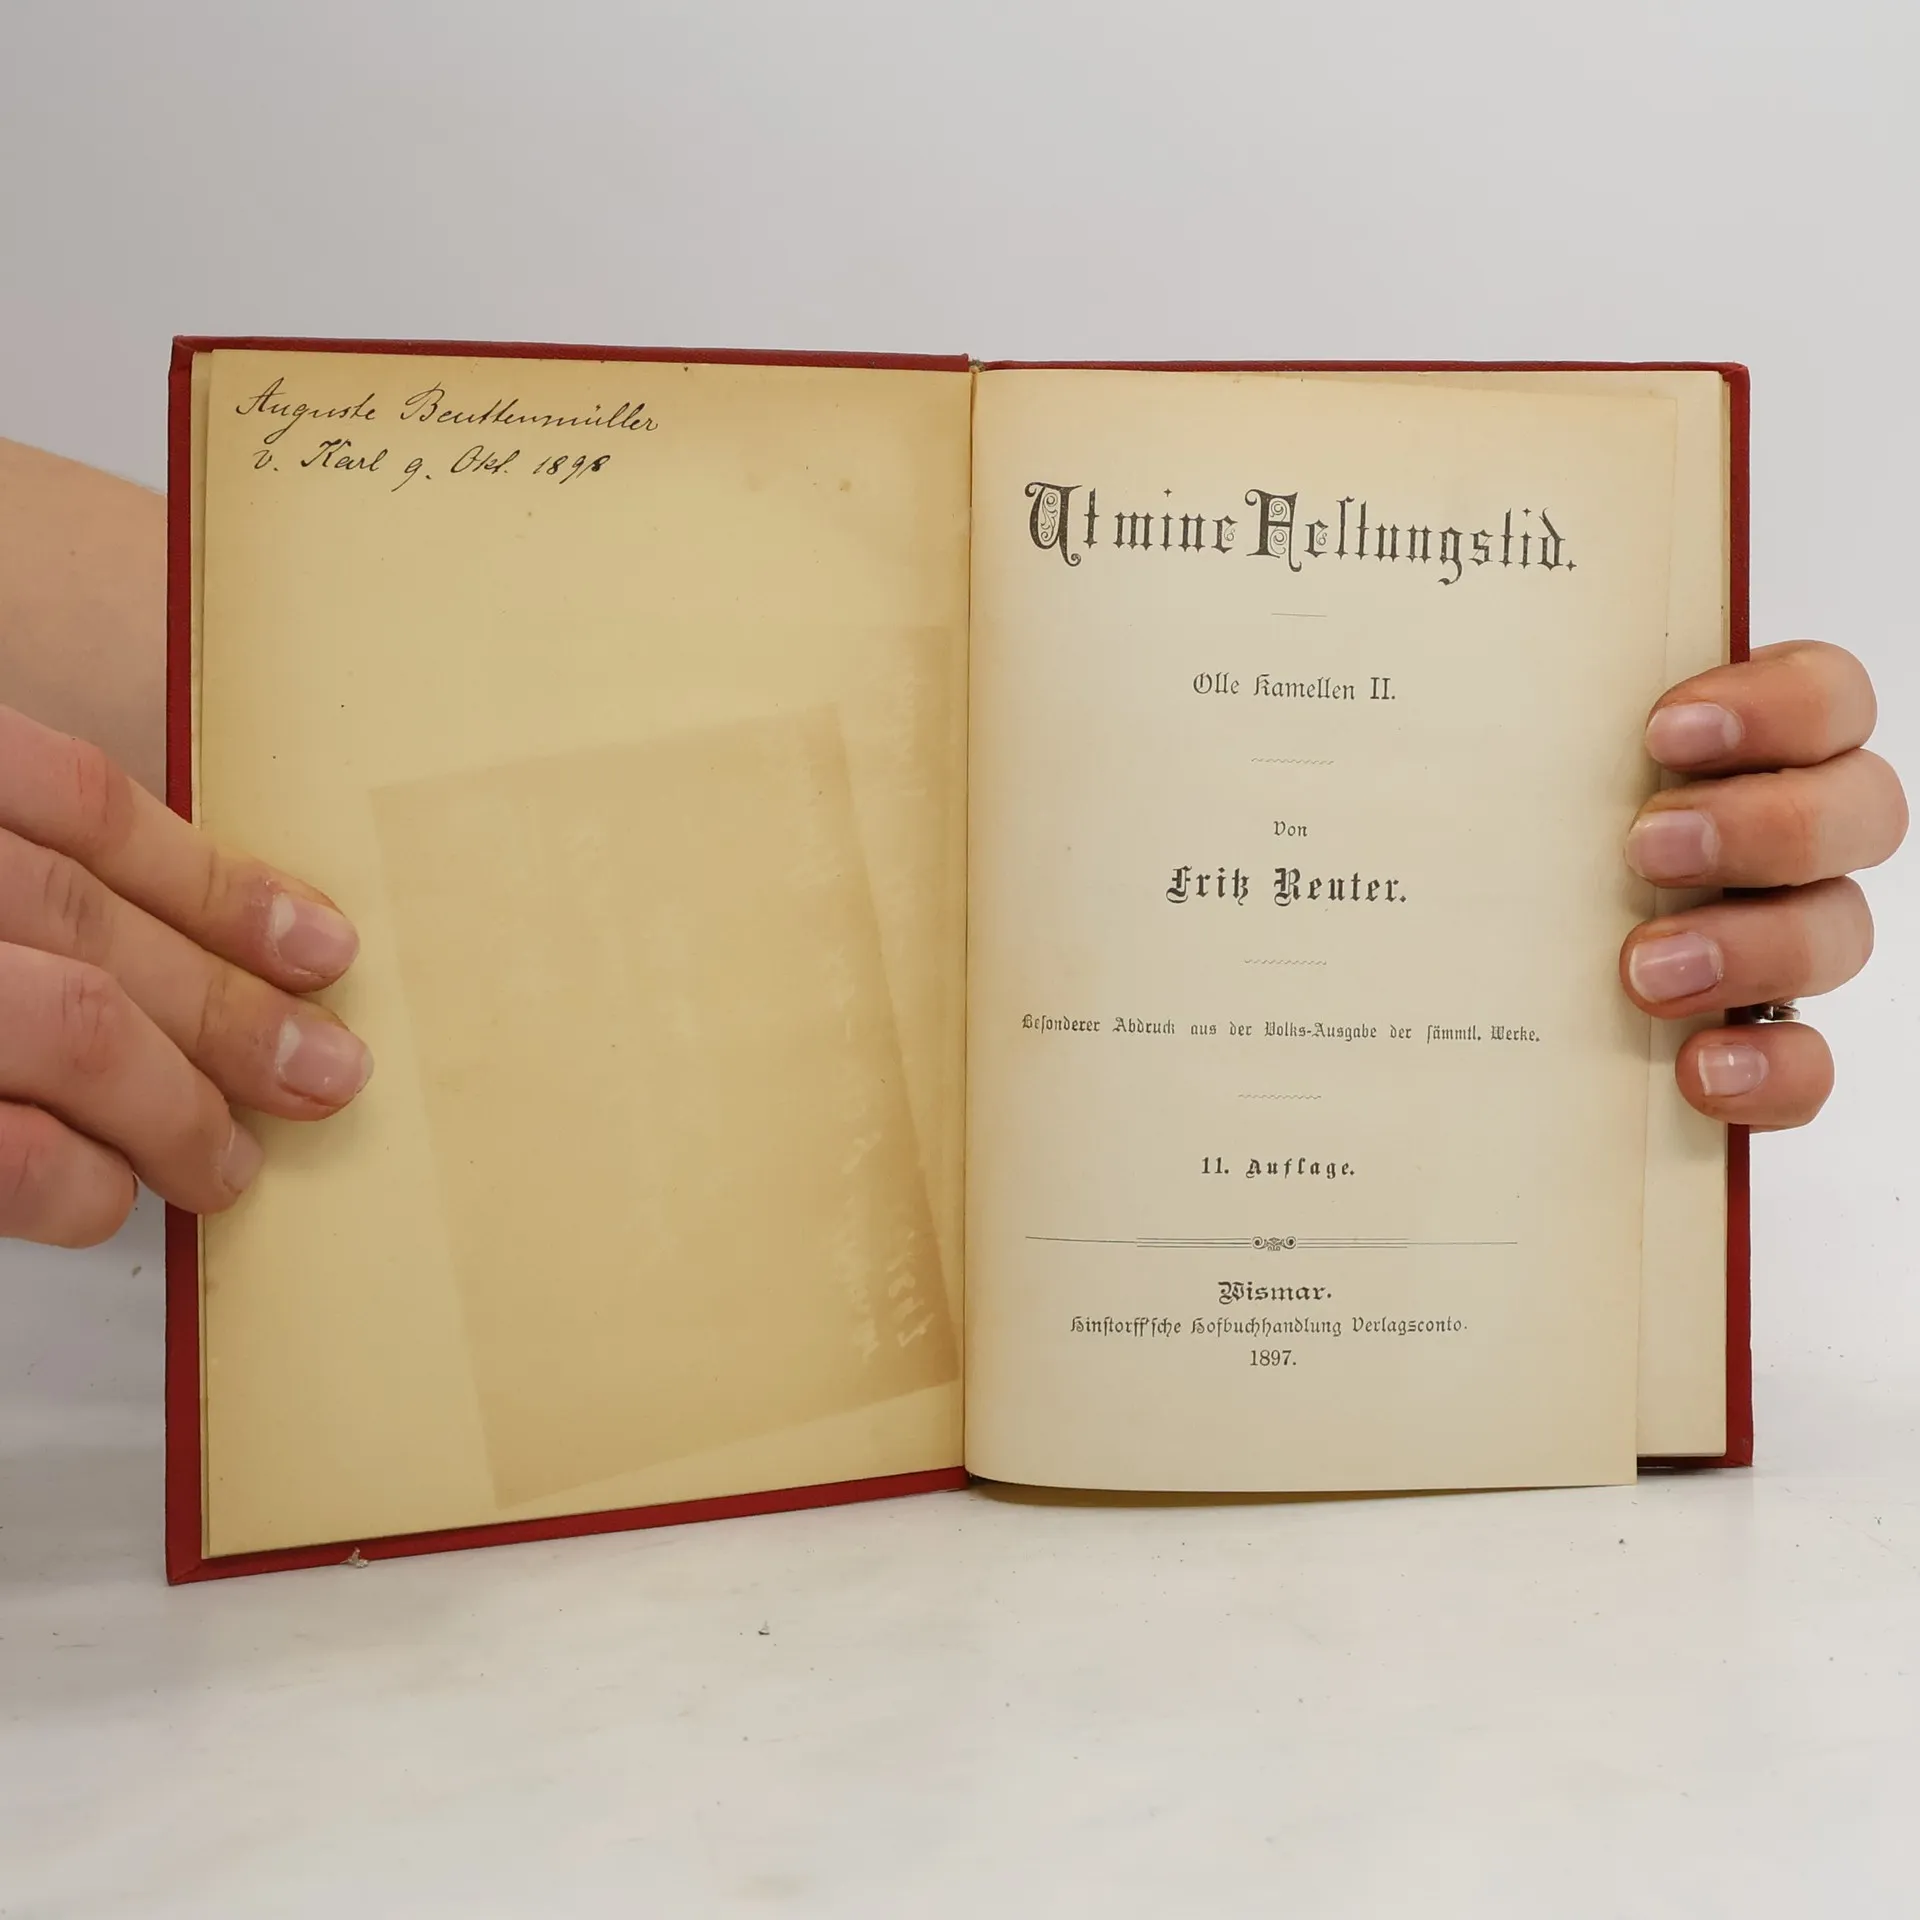 Auguste Beuttenmüller
v. Karl 9. Okt. 1898
Ut mine Festungstid.
Olle Kamellen II.
Von
Fritz Reuter.
Beſonderer Abdruck aus der Volks-Ausgabe der ſämmtl. Werke.
11. Auflage.
Wismar.
Hinſtorff'ſche Hofbuchhandlung Verlagsconto.
1897.